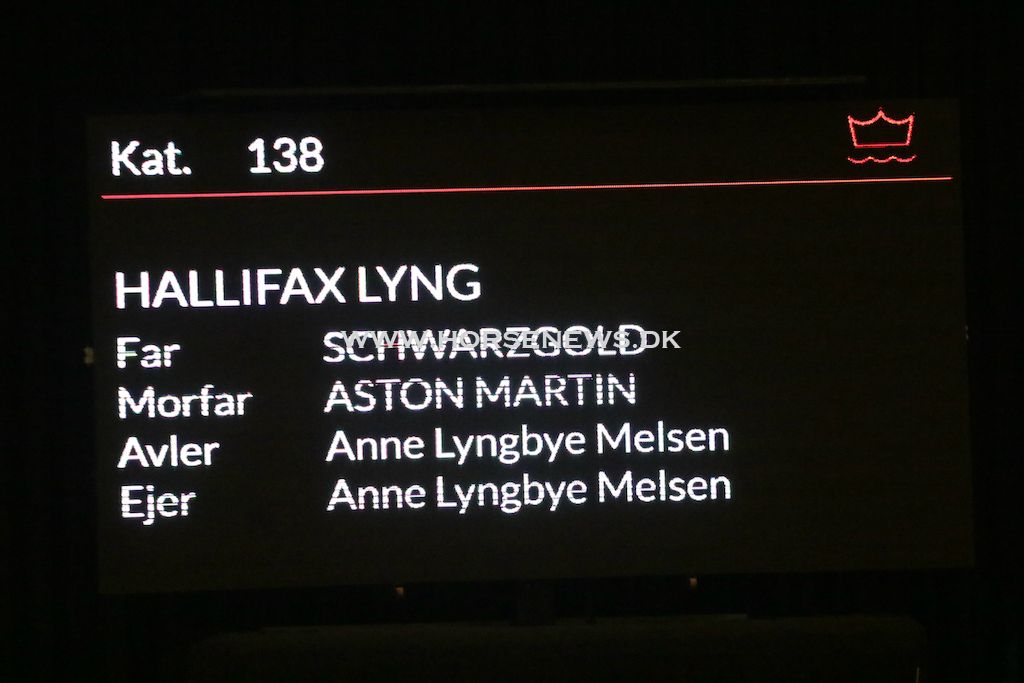 Kat. 138
HALLIFAX LYNG
Far SCHWARZGOLD
WWW.HORSENEWS.DK
Morfar ASTON MARTIN
Avler Anne Lyngbye Melsen
Ejer Anne Lyngbye Melsen